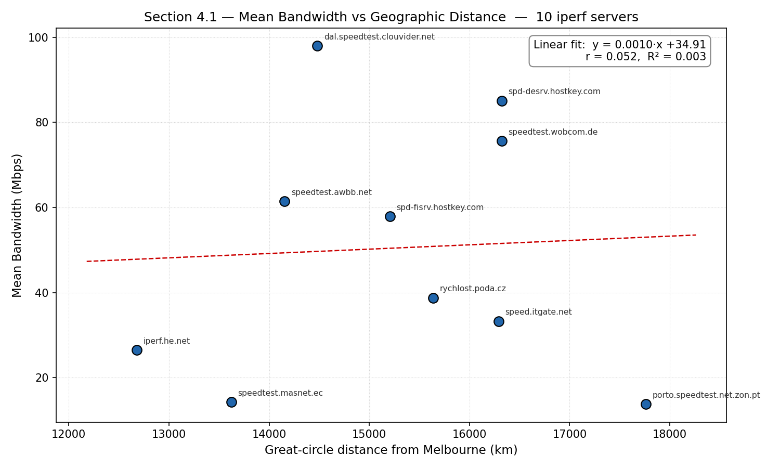 Section 4.1 — Mean Bandwidth vs Geographic Distance — 10 iperf servers
Linear fit: y = 0.0010·x +34.91
r = 0.052, R² = 0.003
dal.speedtest.clouvider.net
spd-desrv.hostkey.com
speedtest.wobcom.de
speedtest.awbb.net
spd-fisrv.hostkey.com
rychlost.poda.cz
speed.itgate.net
iperf.he.net
speedtest.masnet.ec
porto.speedtest.net.zon.pt
Mean Bandwidth (Mbps)
100
80
60
40
20
12000 13000 14000 15000 16000 17000 18000
Great-circle distance from Melbourne (km)